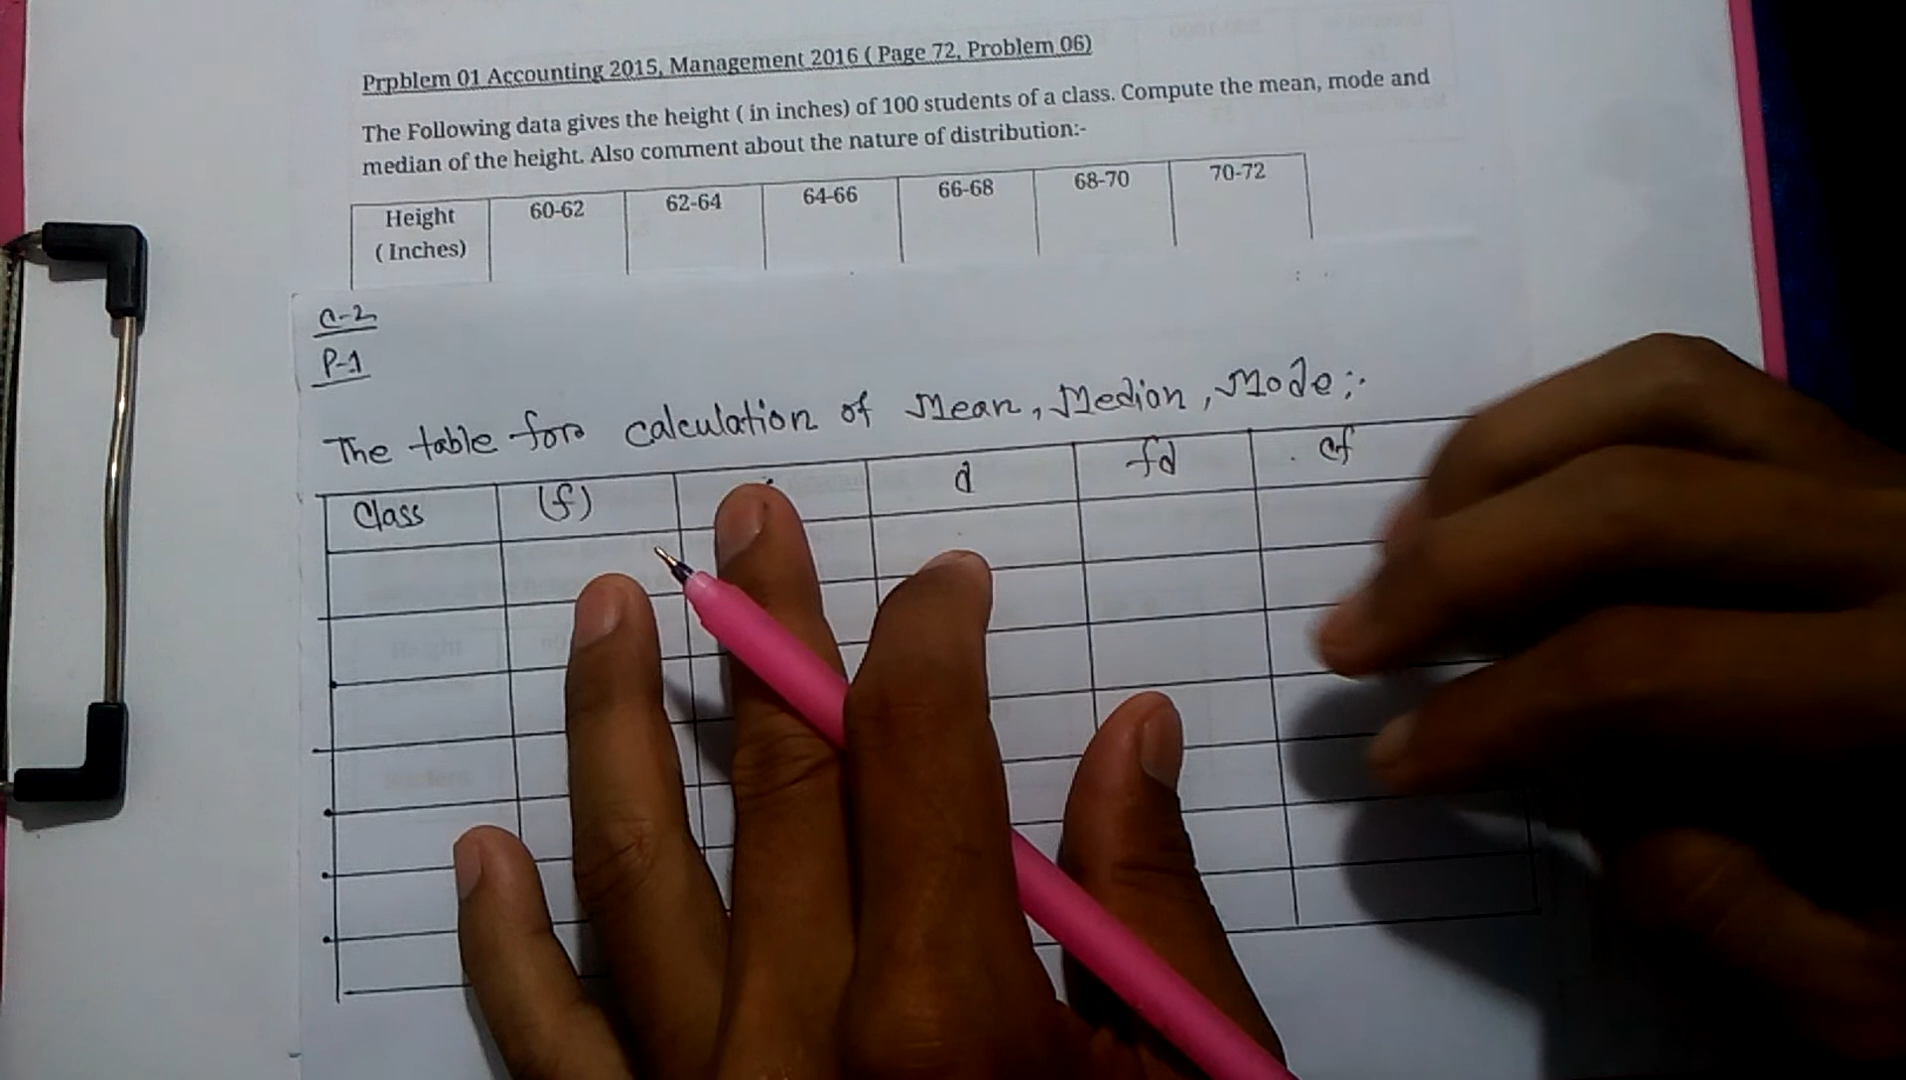 Prpblem 01 Accounting 2015, Management 2016 ( Page 72, Problem 06)
The Following data gives the height ( in inches) of 100 students of a class. Compute the mean, mode and
median of the height. Also comment about the nature of distribution:-
Height 60-62 62-64 64-66 66-68 68-70 70-72
( Inches)
Q-2
P-1
The table for calculation of Mean, Median, Mode:.
Class (f) d fd cf